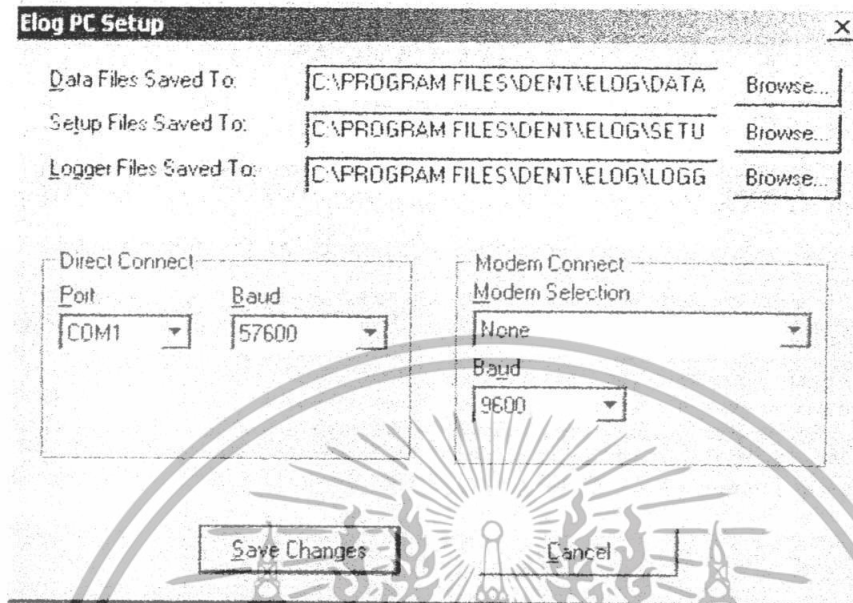 Elog PC Setup
Data Files Saved To: C:\PROGRAM FILES\DENT\ELOG\DATA Browse...
Setup Files Saved To: C:\PROGRAM FILES\DENT\ELOG\SETU Browse...
Logger Files Saved To: C:\PROGRAM FILES\DENT\ELOG\LOGG Browse...
Direct Connect
Port Baud
COM1 57600
Modem Connect
Modem Selection
None
Baud
9600
Save Changes Cancel